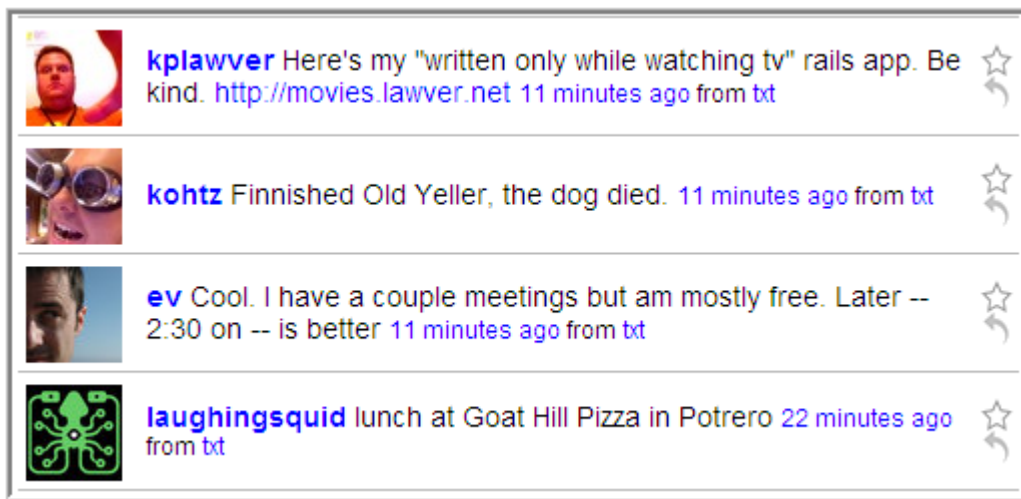 kplawver Here's my "written only while watching tv" rails app. Be
kind. http://movies.lawver.net 11 minutes ago from txt
kohtz Finnished Old Yeller, the dog died. 11 minutes ago from txt
ev Cool. I have a couple meetings but am mostly free. Later --
2:30 on -- is better 11 minutes ago from txt
laughingsquid lunch at Goat Hill Pizza in Potrero 22 minutes ago
from txt